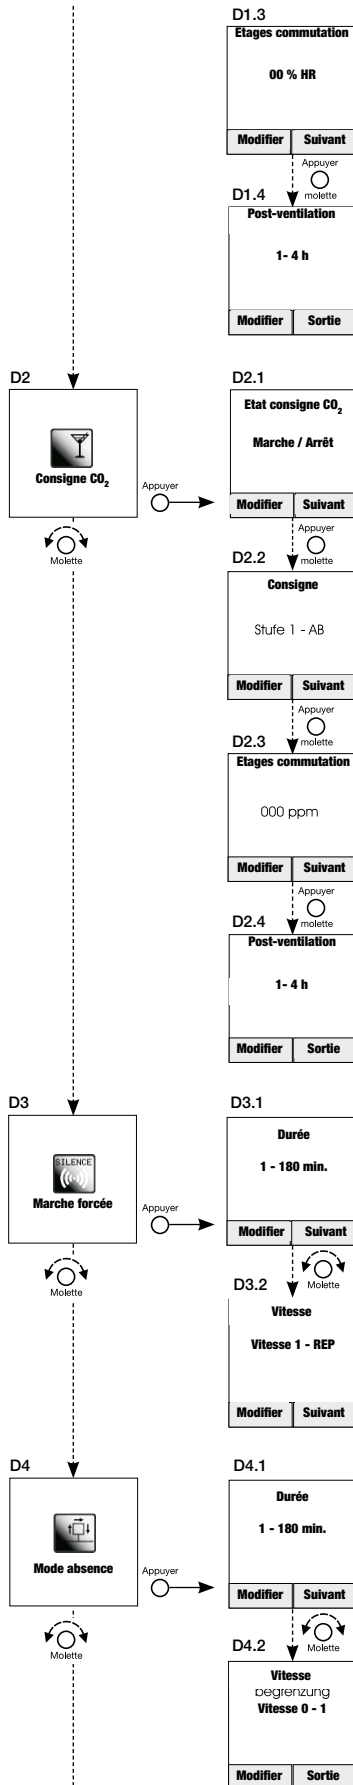 D1.3
Etages commutation
00 % HR
Modifier Suivant
Appuyer
molette
D1.4
Post-ventilation
1- 4 h
Modifier Sortie
D2
Consigne CO₂
Appuyer
Molette
D2.1
Etat consigne CO₂
Marche / Arrêt
Modifier Suivant
Appuyer
molette
D2.2
Consigne
Stufe 1 - AB
Modifier Suivant
Appuyer
molette
D2.3
Etages commutation
000 ppm
Modifier Suivant
Appuyer
molette
D2.4
Post-ventilation
1- 4 h
Modifier Sortie
D3
SILENCE
Marche forcée
Appuyer
Molette
D3.1
Durée
1 - 180 min.
Modifier Suivant
Molette
D3.2
Vitesse
Vitesse 1 - REP
Modifier Suivant
D4
Mode absence
Appuyer
Molette
D4.1
Durée
1 - 180 min.
Modifier Suivant
Molette
D4.2
Vitesse
begrenzung
Vitesse 0 - 1
Modifier Sortie